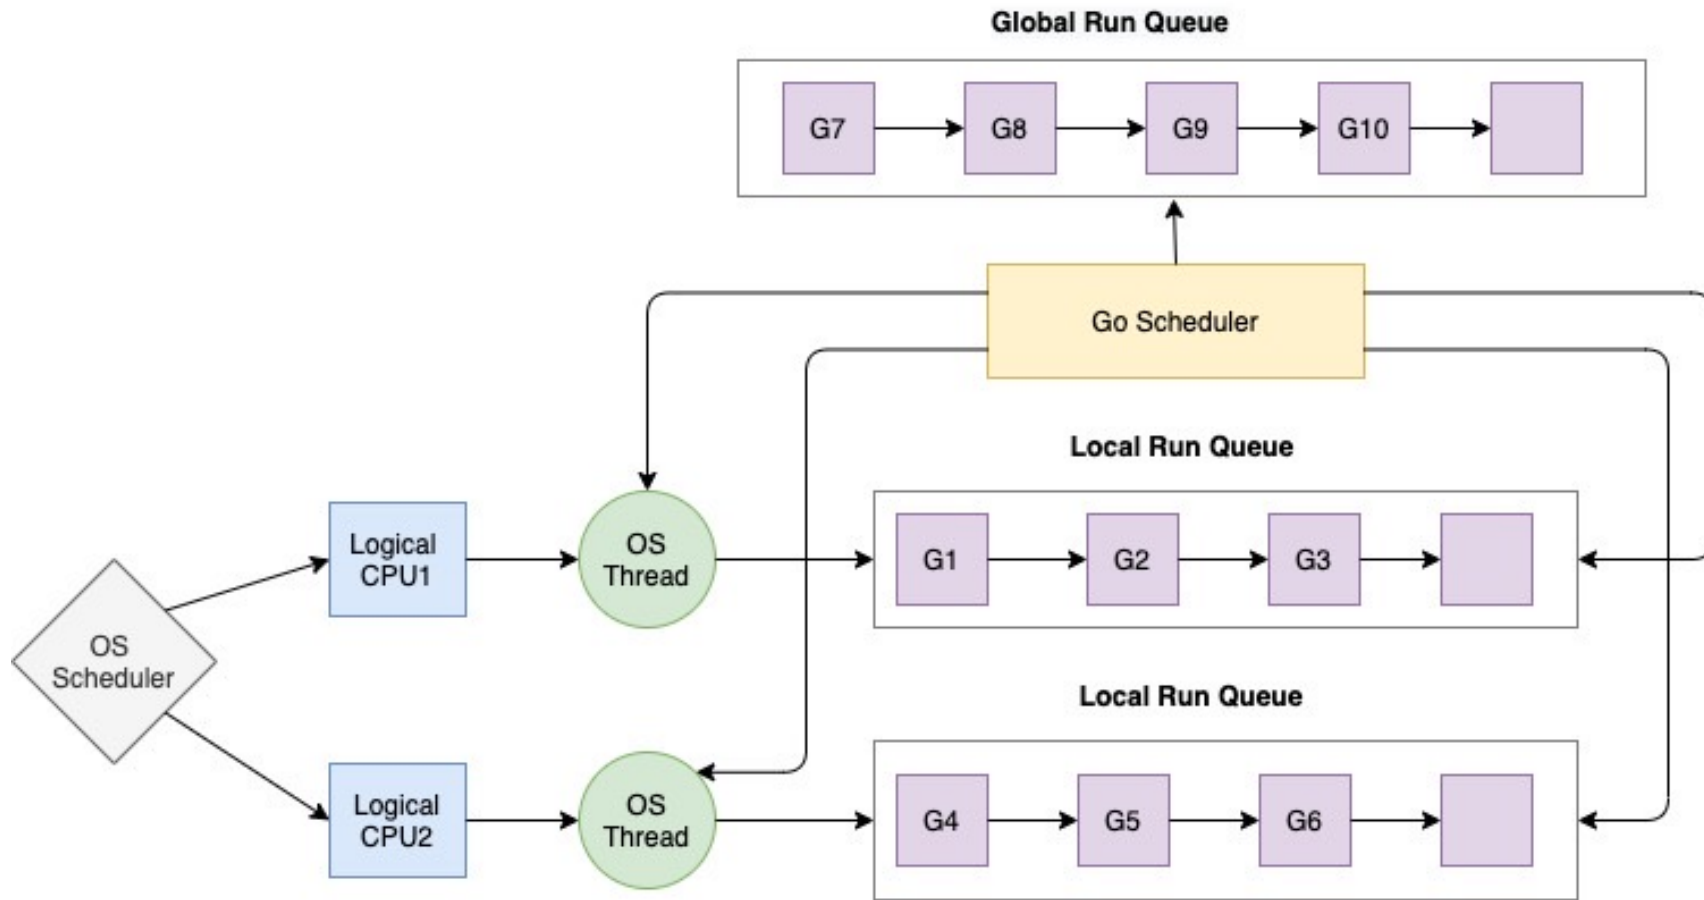 Global Run Queue
G7
G8
G9
G10
Go Scheduler
Local Run Queue
Logical
CPU1
OS
Thread
G1
G2
G3
OS
Scheduler
Local Run Queue
Logical
CPU2
OS
Thread
G4
G5
G6